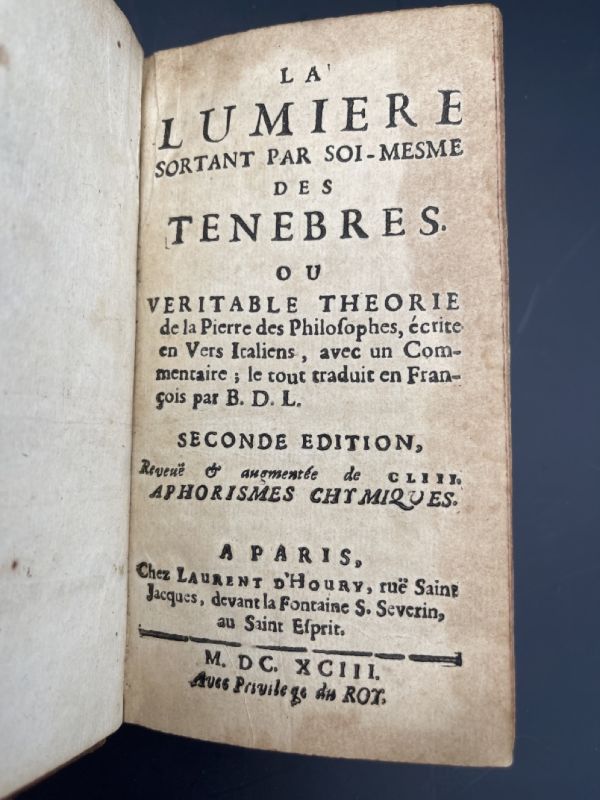 LA
LUMIERE
SORTANT PAR SOI-MESME
DES
TENEBRES.
OU
VERITABLE THEORIE
de la Pierre des Philoſophes, écrite
en Vers Italiens, avec un Com-
mentaire; le tout traduit en Fran-
çois par B. D. L.
SECONDE EDITION,
Reveuë & augmentée de CLIII.
APHORISMES CHYMIQUES.
A PARIS,
Chez LAURENT D'HOURY, ruë Saint
Jacques, devant la Fontaine S. Severin,
au Saint Eſprit.
M. DC. XCIII.
Avec Privilege du ROY.